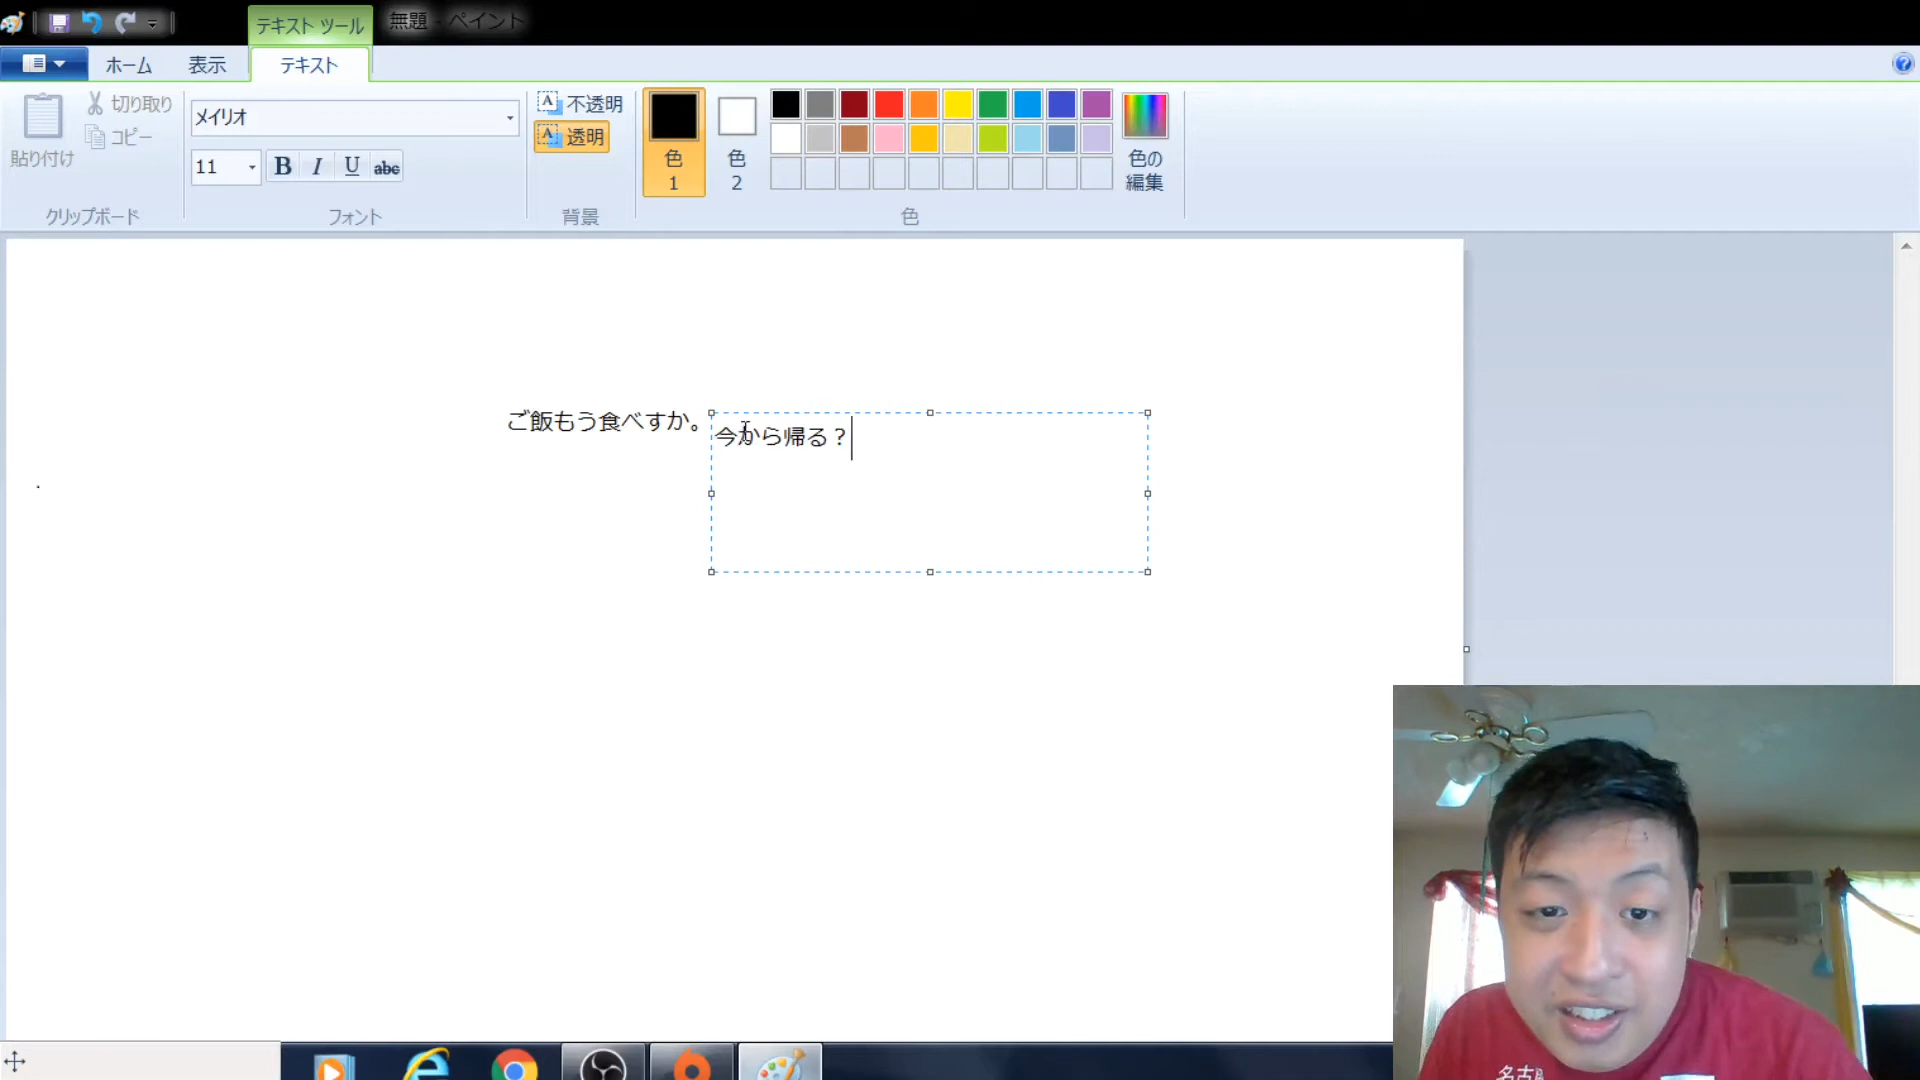 テキスト ツール 無題 - ペイント
ホーム 表示 テキスト
貼り付け
切り取り
コピー
クリップボード
メイリオ
11 B I U abc
フォント
不透明
透明
背景
色
1
色
2
色の
編集
色
ご飯もう食べすか。
今から帰る？
名古